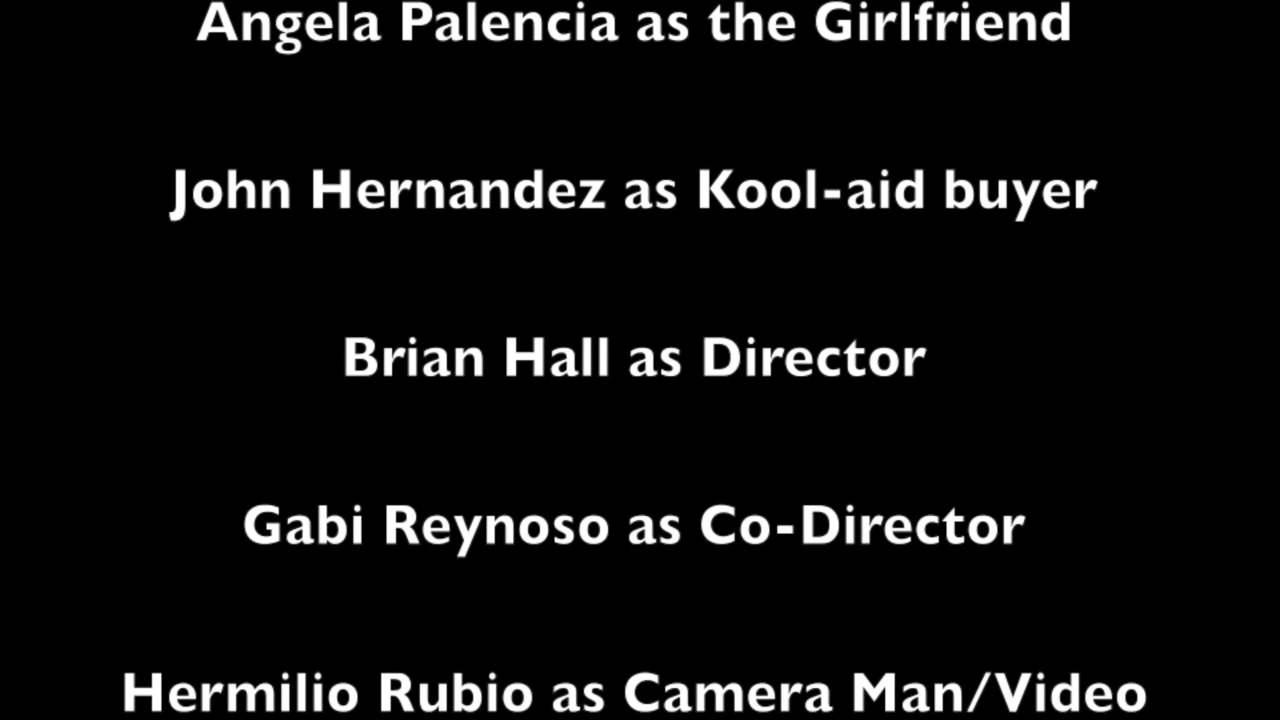 Angela Palencia as the Girlfriend
John Hernandez as Kool-aid buyer
Brian Hall as Director
Gabi Reynoso as Co-Director
Hermilio Rubio as Camera Man/Video